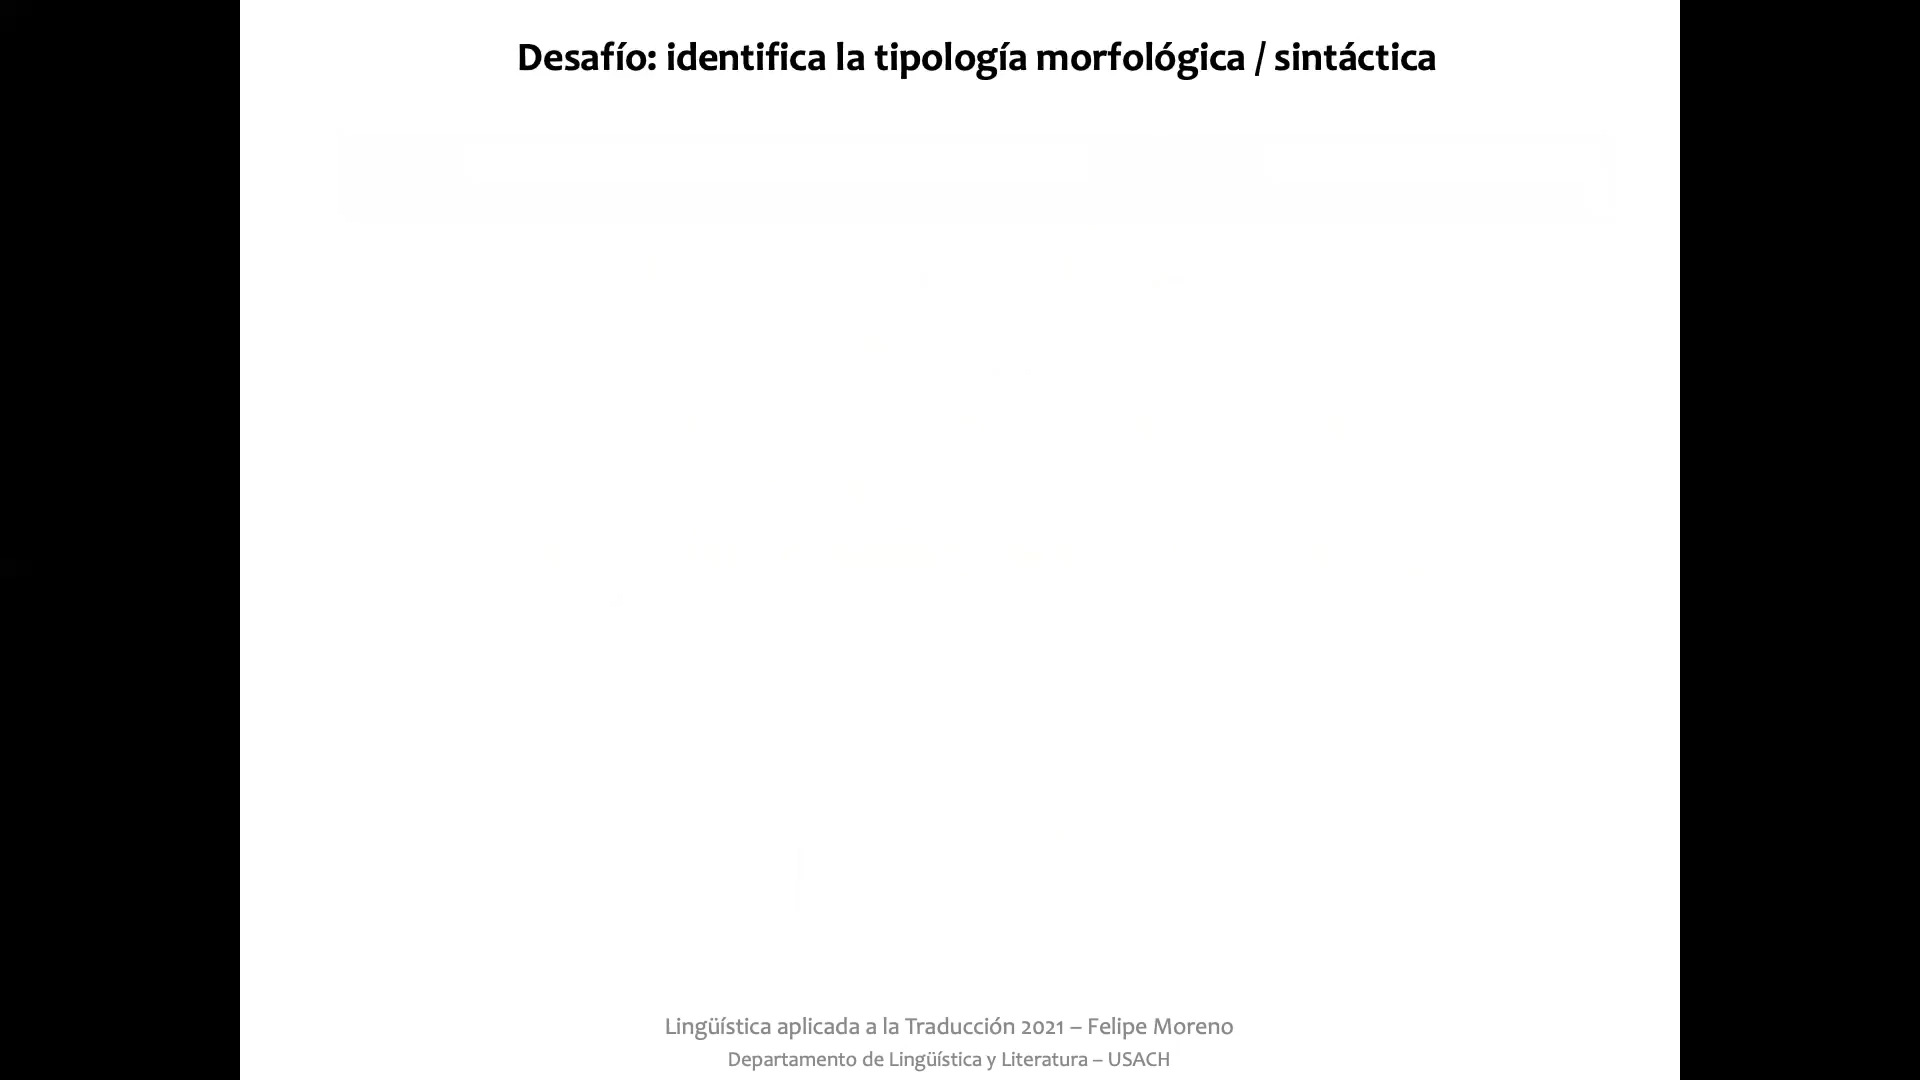 Desafío: identifica la tipología morfológica / sintáctica
Lingüística aplicada a la Traducción 2021 – Felipe Moreno
Departamento de Lingüística y Literatura – USACH